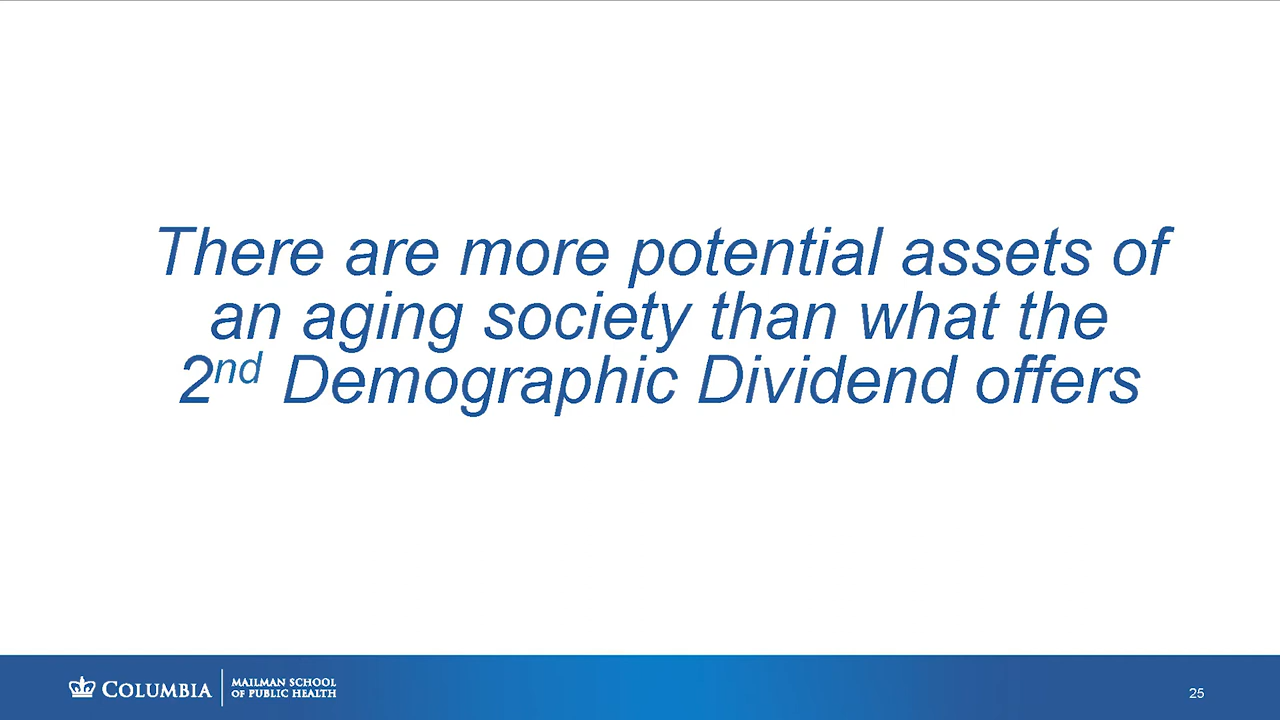 There are more potential assets of
an aging society than what the
2nd Demographic Dividend offers
COLUMBIA
MAILMAN SCHOOL
OF PUBLIC HEALTH
25